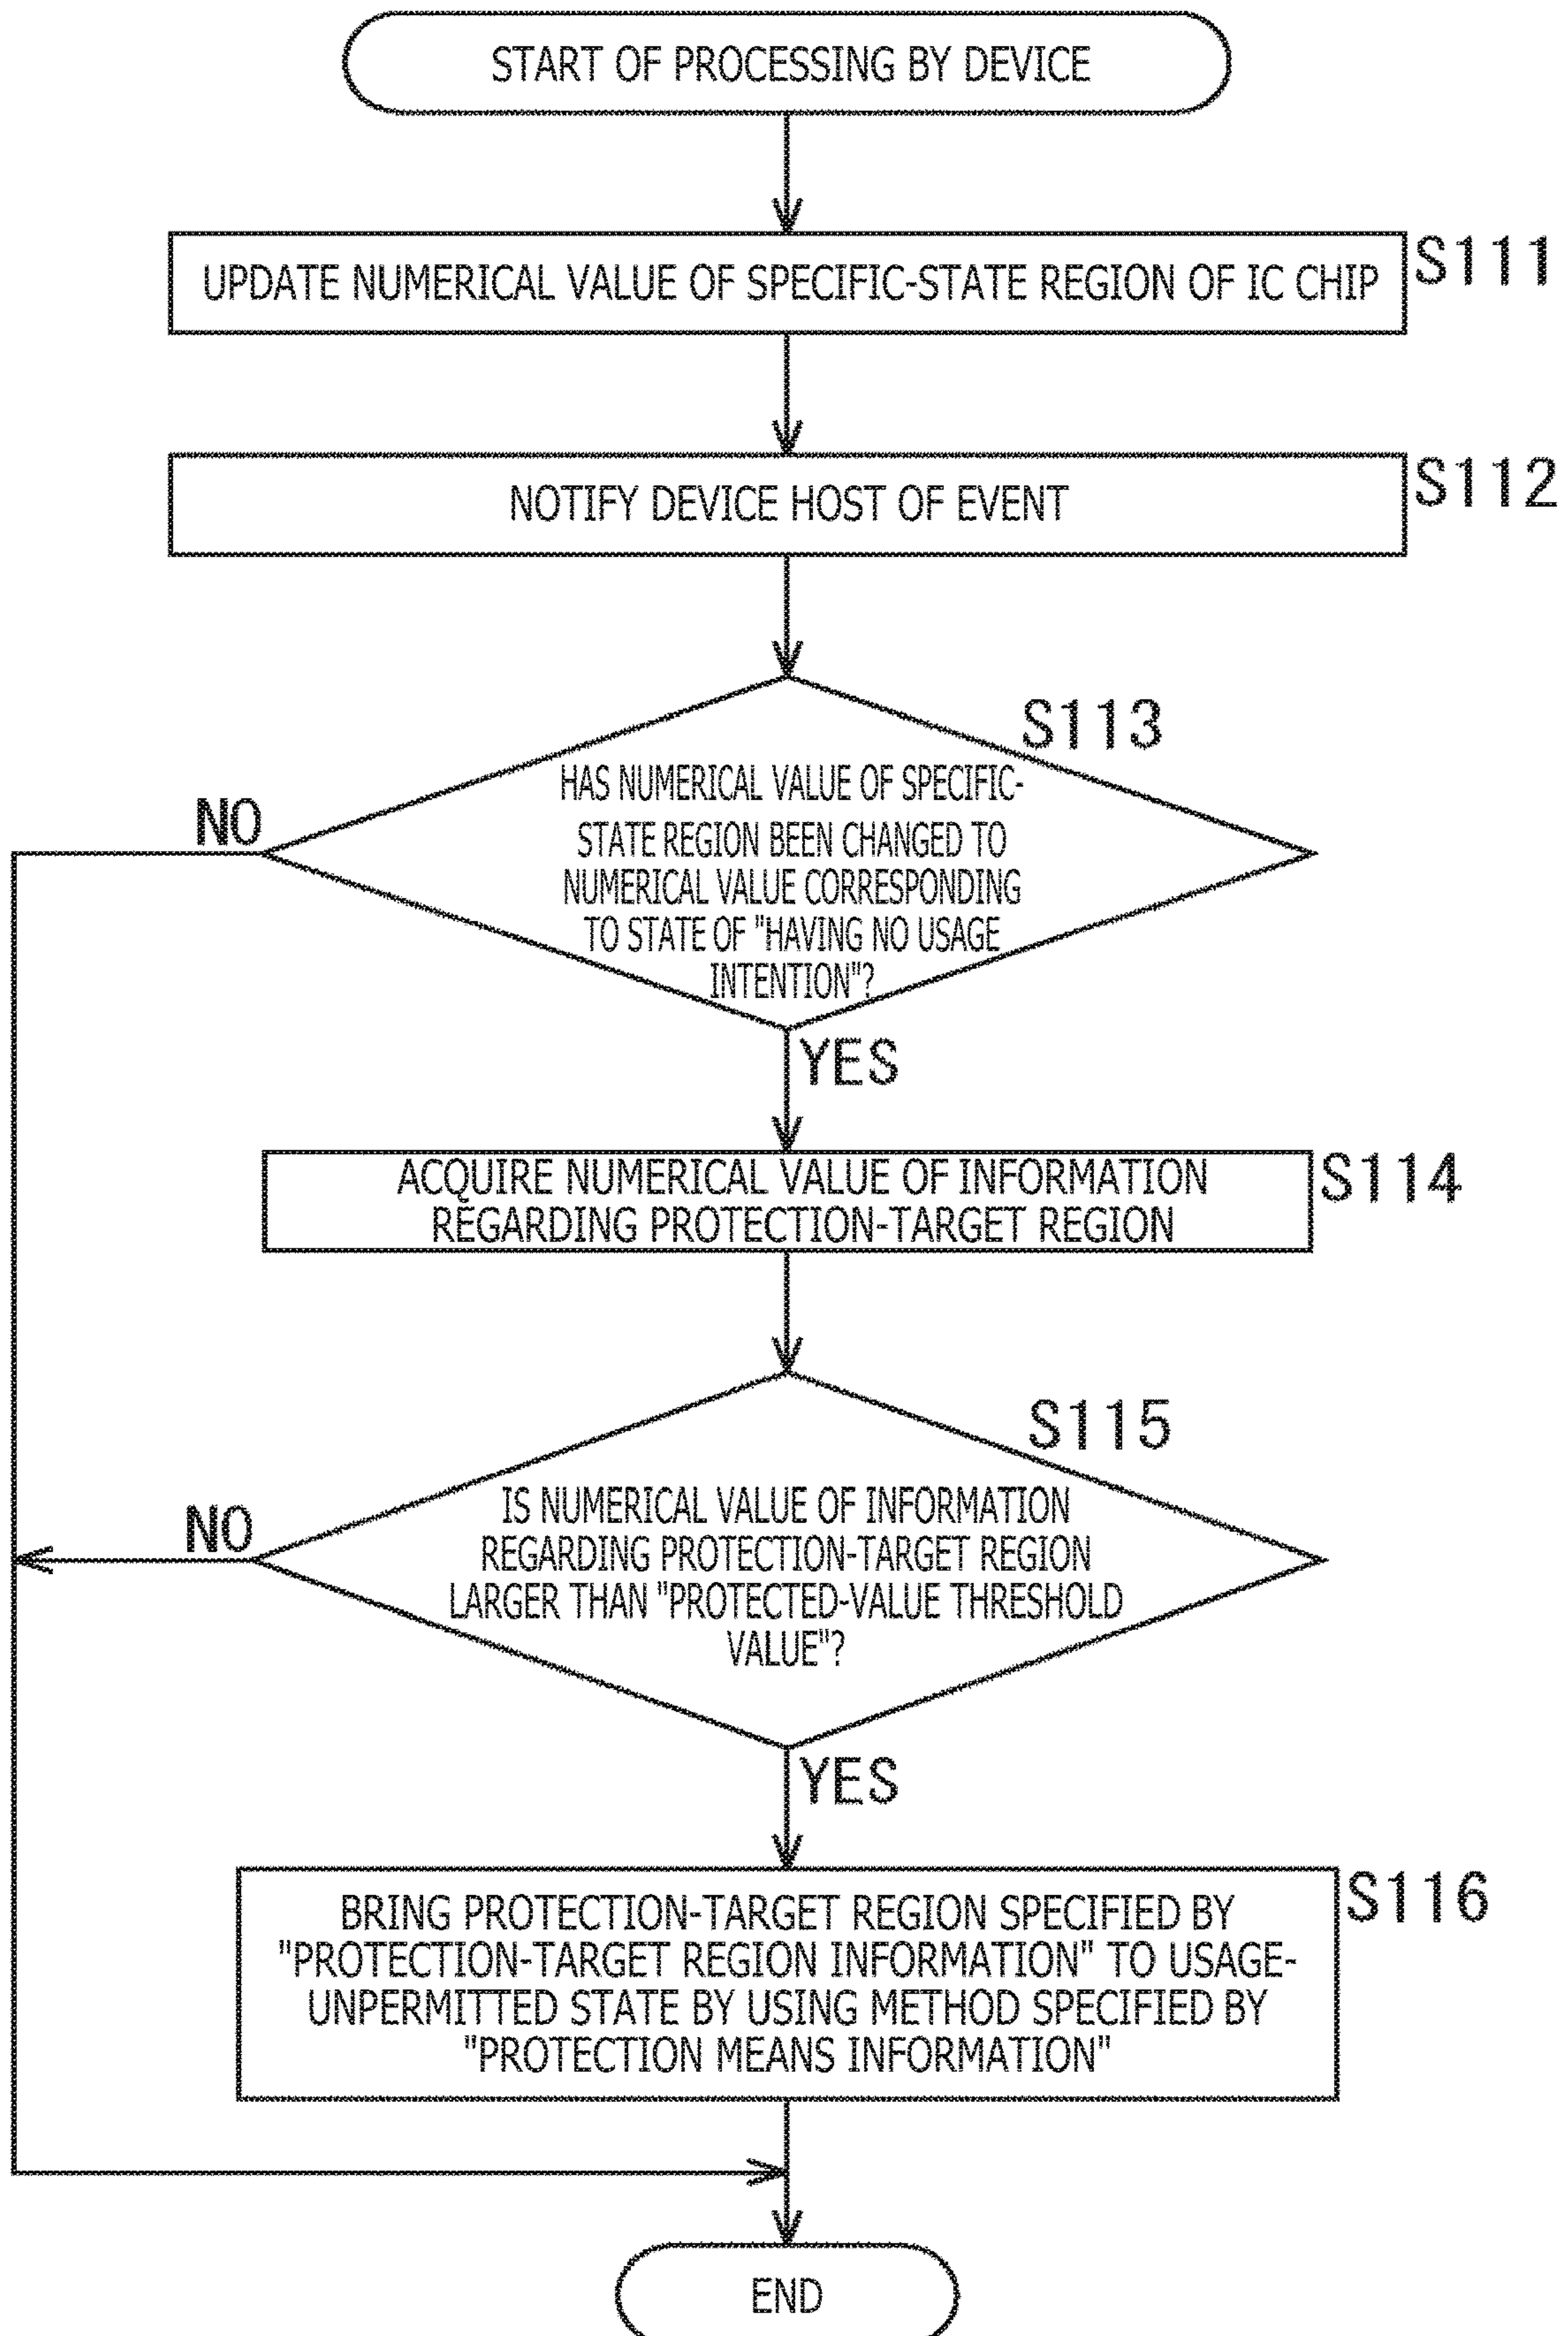 START OF PROCESSING BY DEVICE
UPDATE NUMERICAL VALUE OF SPECIFIC-STATE REGION OF IC CHIP
S111
NOTIFY DEVICE HOST OF EVENT
S112
S113
HAS NUMERICAL VALUE OF SPECIFIC-
STATE REGION BEEN CHANGED TO
NUMERICAL VALUE CORRESPONDING
TO STATE OF "HAVING NO USAGE
INTENTION"?
NO
YES
ACQUIRE NUMERICAL VALUE OF INFORMATION
REGARDING PROTECTION-TARGET REGION
S114
S115
IS NUMERICAL VALUE OF INFORMATION
REGARDING PROTECTION-TARGET REGION
LARGER THAN "PROTECTED-VALUE THRESHOLD
VALUE"?
NO
YES
BRING PROTECTION-TARGET REGION SPECIFIED BY
"PROTECTION-TARGET REGION INFORMATION" TO USAGE-
UNPERMITTED STATE BY USING METHOD SPECIFIED BY
"PROTECTION MEANS INFORMATION"
S116
END